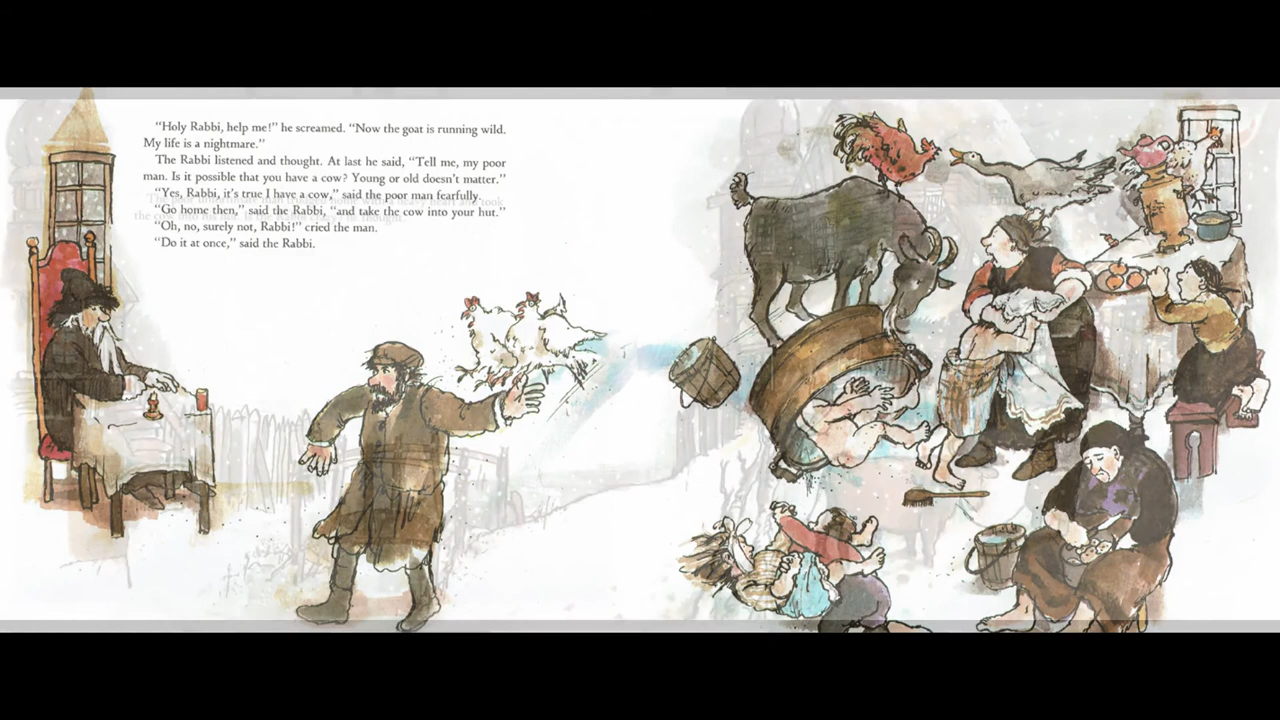 “Holy Rabbi, help me!” he screamed. “Now the goat is running wild.
My life is a nightmare.”
The Rabbi listened and thought. At last he said, “Tell me, my poor
man. Is it possible that you have a cow? Young or old doesn’t matter.”
“Yes, Rabbi, it’s true I have a cow,” said the poor man fearfully.
“Go home then,” said the Rabbi, “and take the cow into your hut.”
“Oh, no, surely not, Rabbi!” cried the man.
“Do it at once,” said the Rabbi.